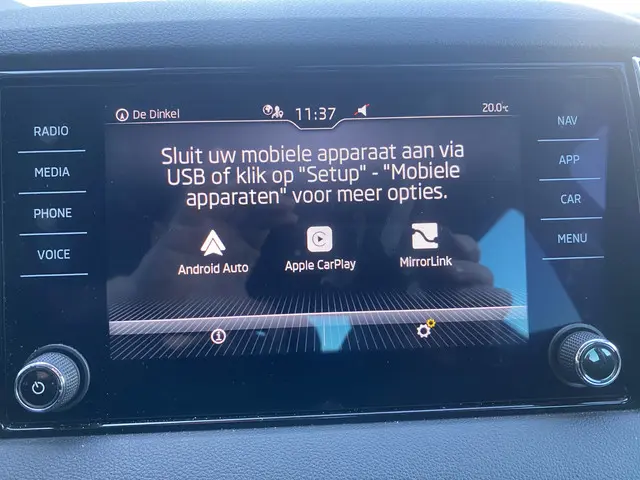 De Dinkel
11:37
20.0°C
RADIO
MEDIA
PHONE
VOICE
Sluit uw mobiele apparaat aan via
USB of klik op "Setup" - "Mobiele
apparaten" voor meer opties.
Android Auto
Apple CarPlay
MirrorLink
NAV
APP
CAR
MENU